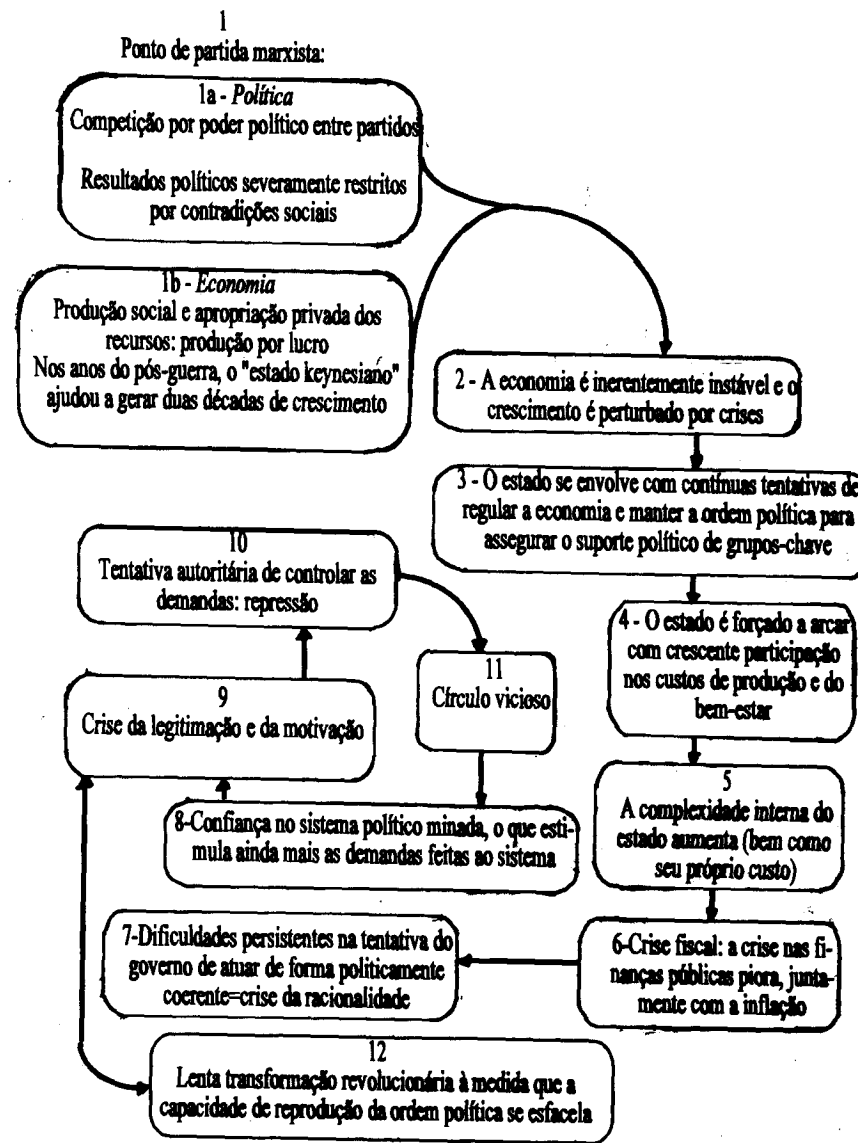 1
Ponto de partida marxista:
1a - Política
Competição por poder político entre partidos
Resultados políticos severamente restritos
por contradições sociais
1b - Economia
Produção social e apropriação privada dos
recursos: produção por lucro
Nos anos do pós-guerra, o "estado keynesiano"
ajudou a gerar duas décadas de crescimento
2 - A economia é inerentemente instável e o
crescimento é perturbado por crises
3 - O estado se envolve com contínuas tentativas de
regular a economia e manter a ordem política para
assegurar o suporte político de grupos-chave
4 - O estado é forçado a arcar
com crescente participação
nos custos de produção e do
bem-estar
5
A complexidade interna do
estado aumenta (bem como
seu próprio custo)
6-Crise fiscal: a crise nas fi-
nanças públicas piora, junta-
mente com a inflação
7-Dificuldades persistentes na tentativa do
governo de atuar de forma politicamente
coerente=crise da racionalidade
8-Confiança no sistema político minada, o que esti-
mula ainda mais as demandas feitas ao sistema
9
Crise da legitimação e da motivação
10
Tentativa autoritária de controlar as
demandas: repressão
11
Círculo vicioso
12
Lenta transformação revolucionária à medida que a
capacidade de reprodução da ordem política se esfacela